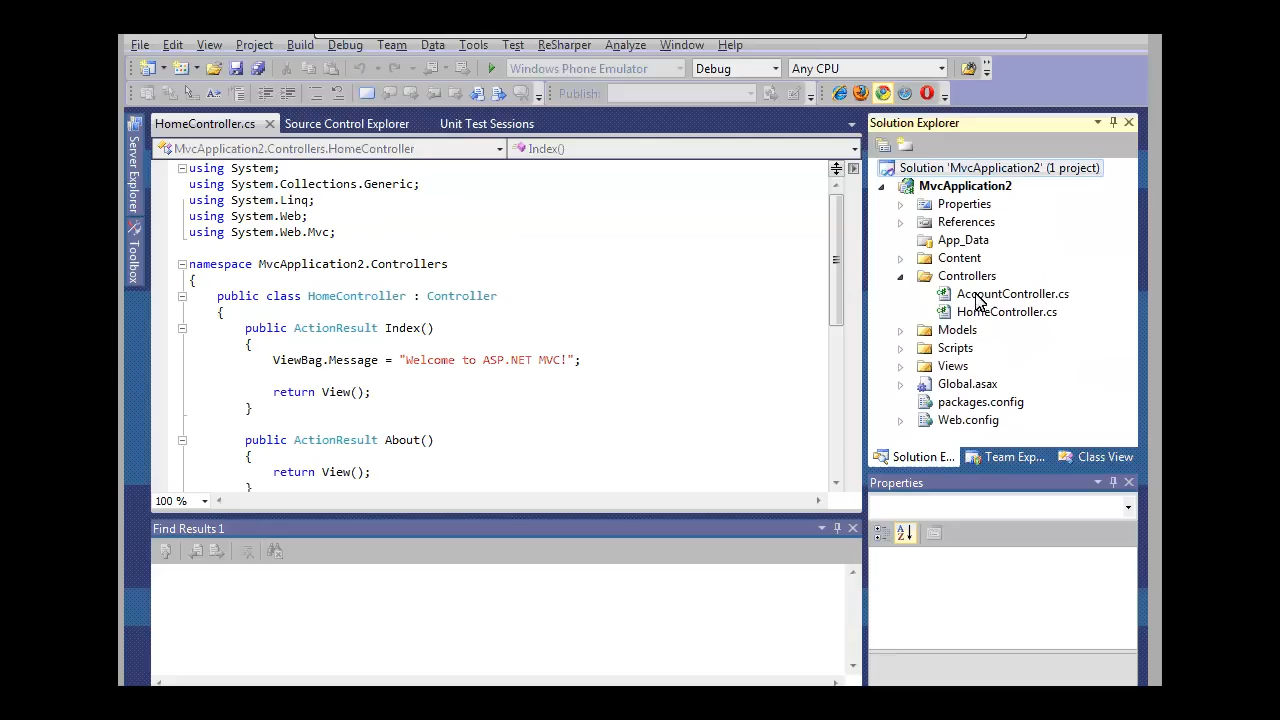 File Edit View Project Build Debug Team Data Tools Test ReSharper Analyze Window Help
Windows Phone Emulator Debug Any CPU
Publish:
Server Explorer
Toolbox
HomeController.cs Source Control Explorer Unit Test Sessions
MvcApplication2.Controllers.HomeController Index()
using System;
using System.Collections.Generic;
using System.Linq;
using System.Web;
using System.Web.Mvc;
namespace MvcApplication2.Controllers
{
public class HomeController : Controller
{
public ActionResult Index()
{
ViewBag.Message = "Welcome to ASP.NET MVC!";
return View();
}
public ActionResult About()
{
return View();
}
100 %
Find Results 1
Solution Explorer
Solution 'MvcApplication2' (1 project)
MvcApplication2
Properties
References
App_Data
Content
Controllers
AccountController.cs
HomeController.cs
Models
Scripts
Views
Global.asax
packages.config
Web.config
Solution E... Team Exp... Class View
Properties